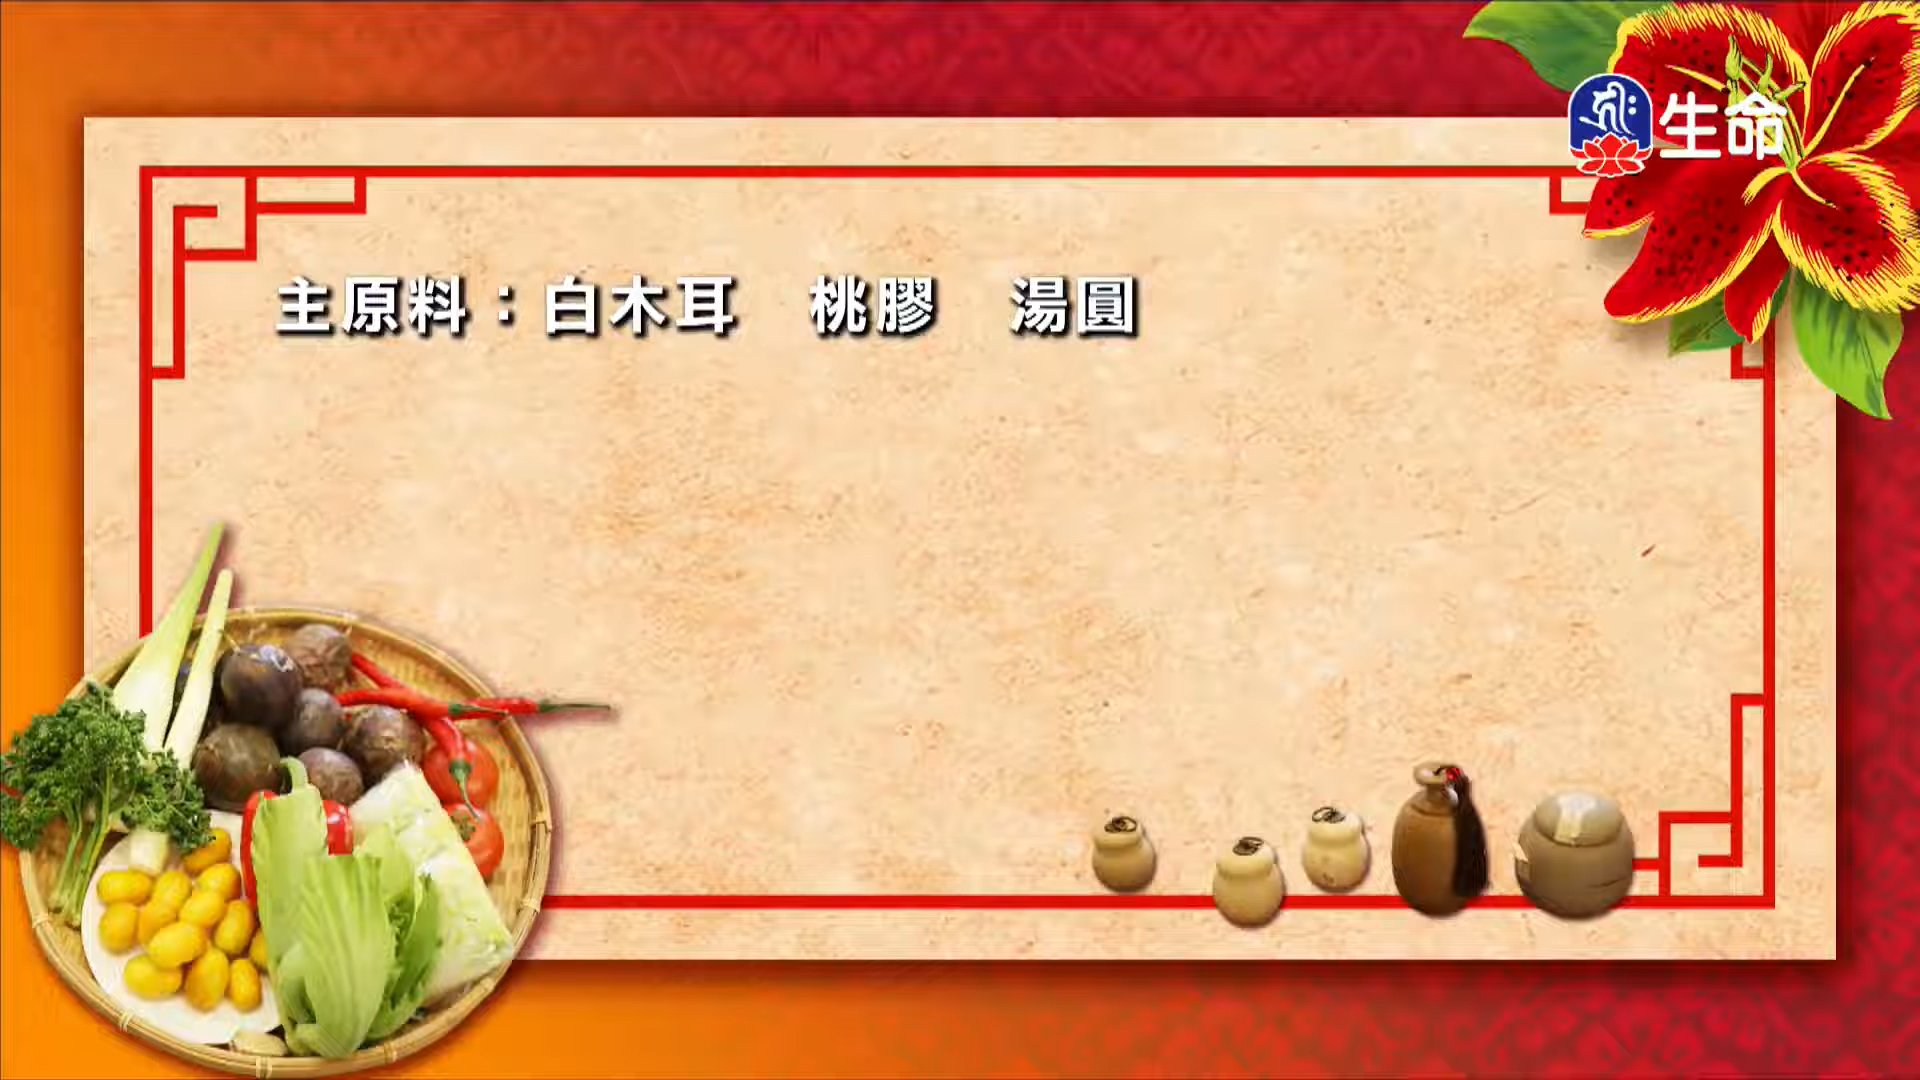 生命
主原料：白木耳　桃膠　湯圓